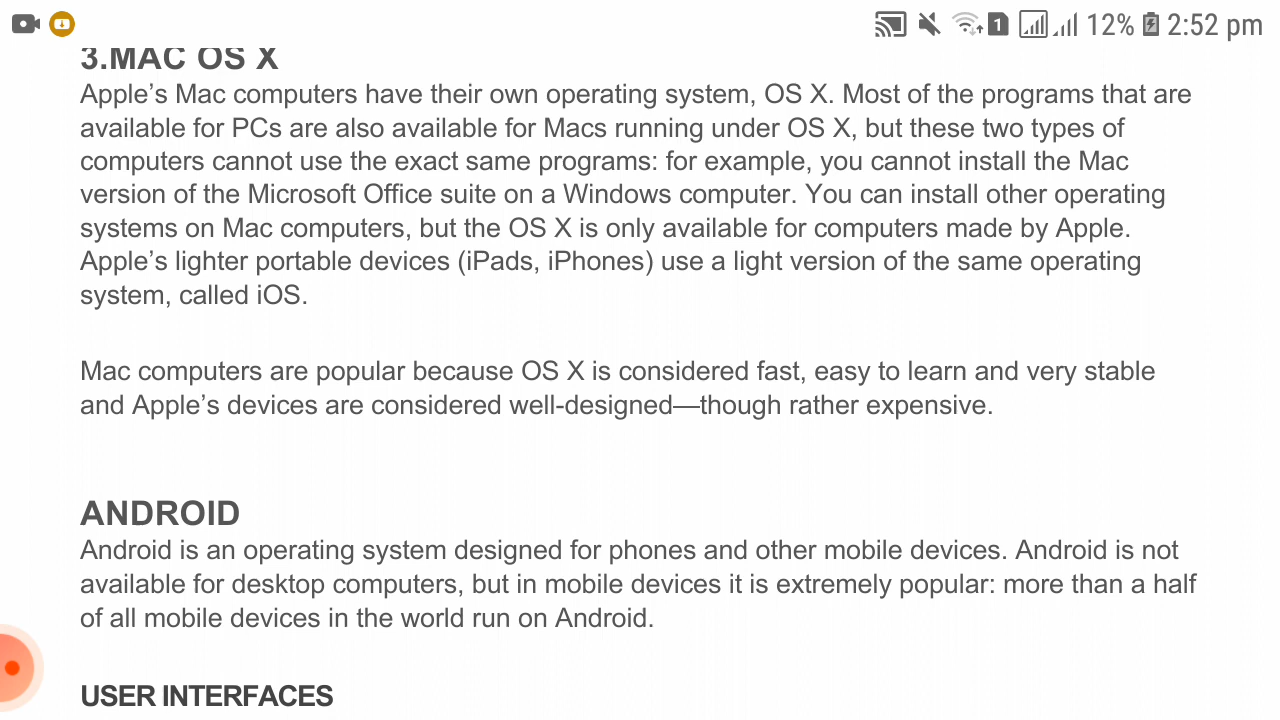 1 12% 2:52 pm
3.MAC OS X
Apple’s Mac computers have their own operating system, OS X. Most of the programs that are
available for PCs are also available for Macs running under OS X, but these two types of
computers cannot use the exact same programs: for example, you cannot install the Mac
version of the Microsoft Office suite on a Windows computer. You can install other operating
systems on Mac computers, but the OS X is only available for computers made by Apple.
Apple’s lighter portable devices (iPads, iPhones) use a light version of the same operating
system, called iOS.
Mac computers are popular because OS X is considered fast, easy to learn and very stable
and Apple’s devices are considered well-designed—though rather expensive.
ANDROID
Android is an operating system designed for phones and other mobile devices. Android is not
available for desktop computers, but in mobile devices it is extremely popular: more than a half
of all mobile devices in the world run on Android.
USER INTERFACES